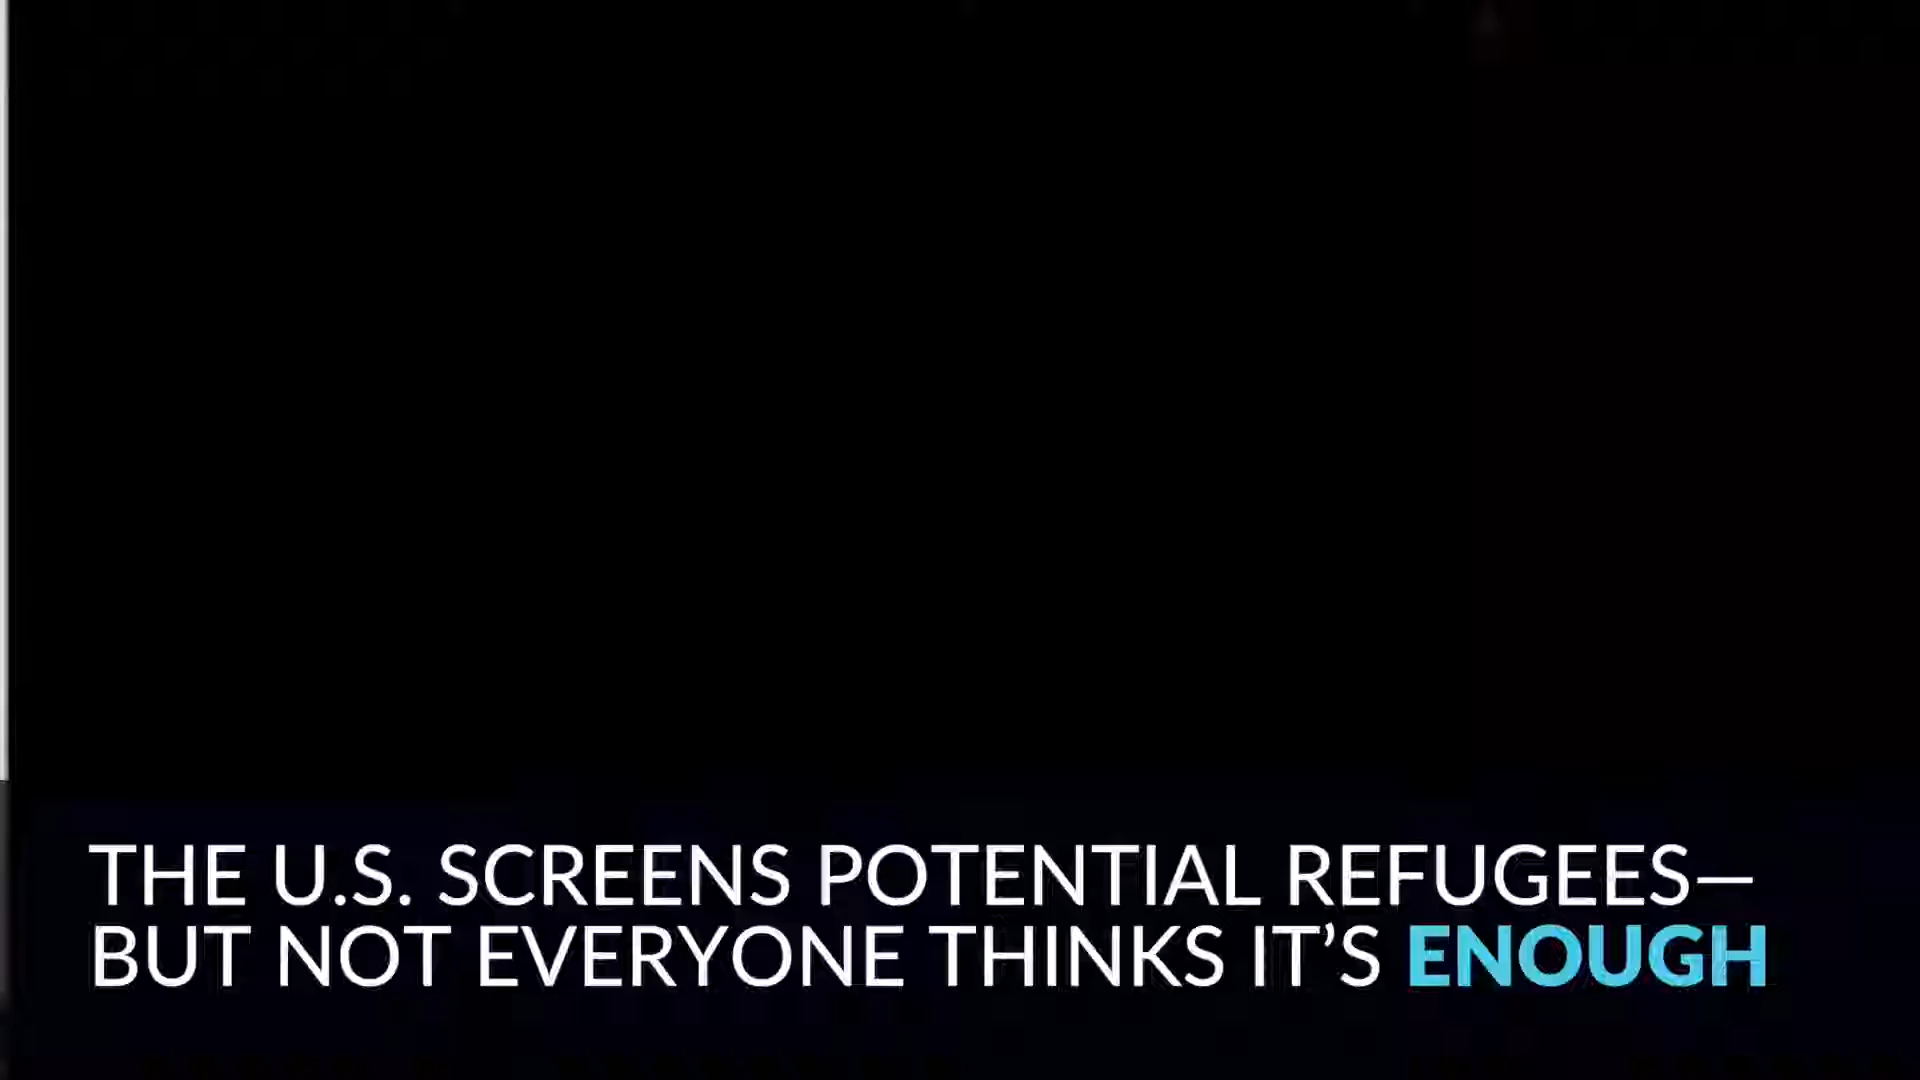 THE U.S. SCREENS POTENTIAL REFUGEES—
BUT NOT EVERYONE THINKS IT’S ENOUGH